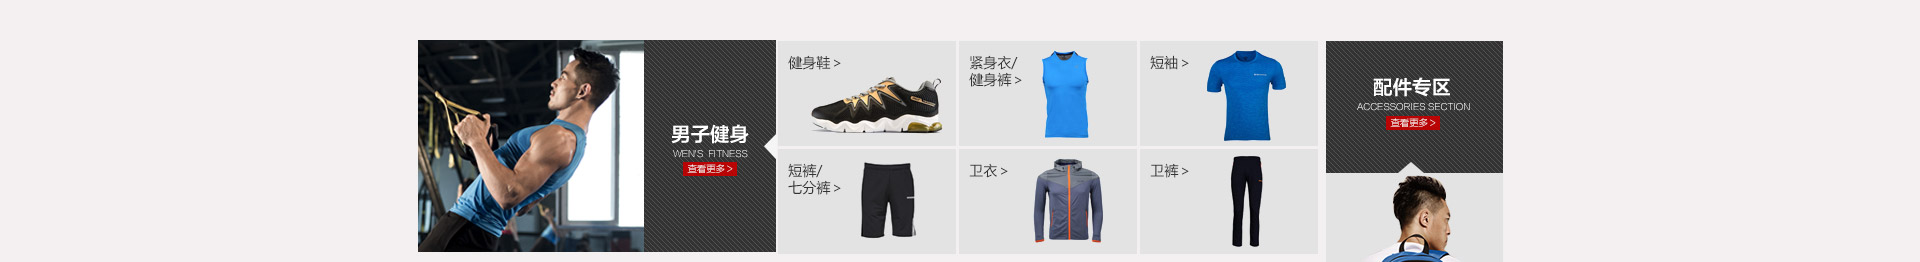 男子健身
WEN'S FITNESS
查看更多 >
健身鞋 >
紧身衣/
健身裤 >
短袖 >
短裤/
七分裤 >
卫衣 >
卫裤 >
配件专区
ACCESSORIES SECTION
查看更多 >